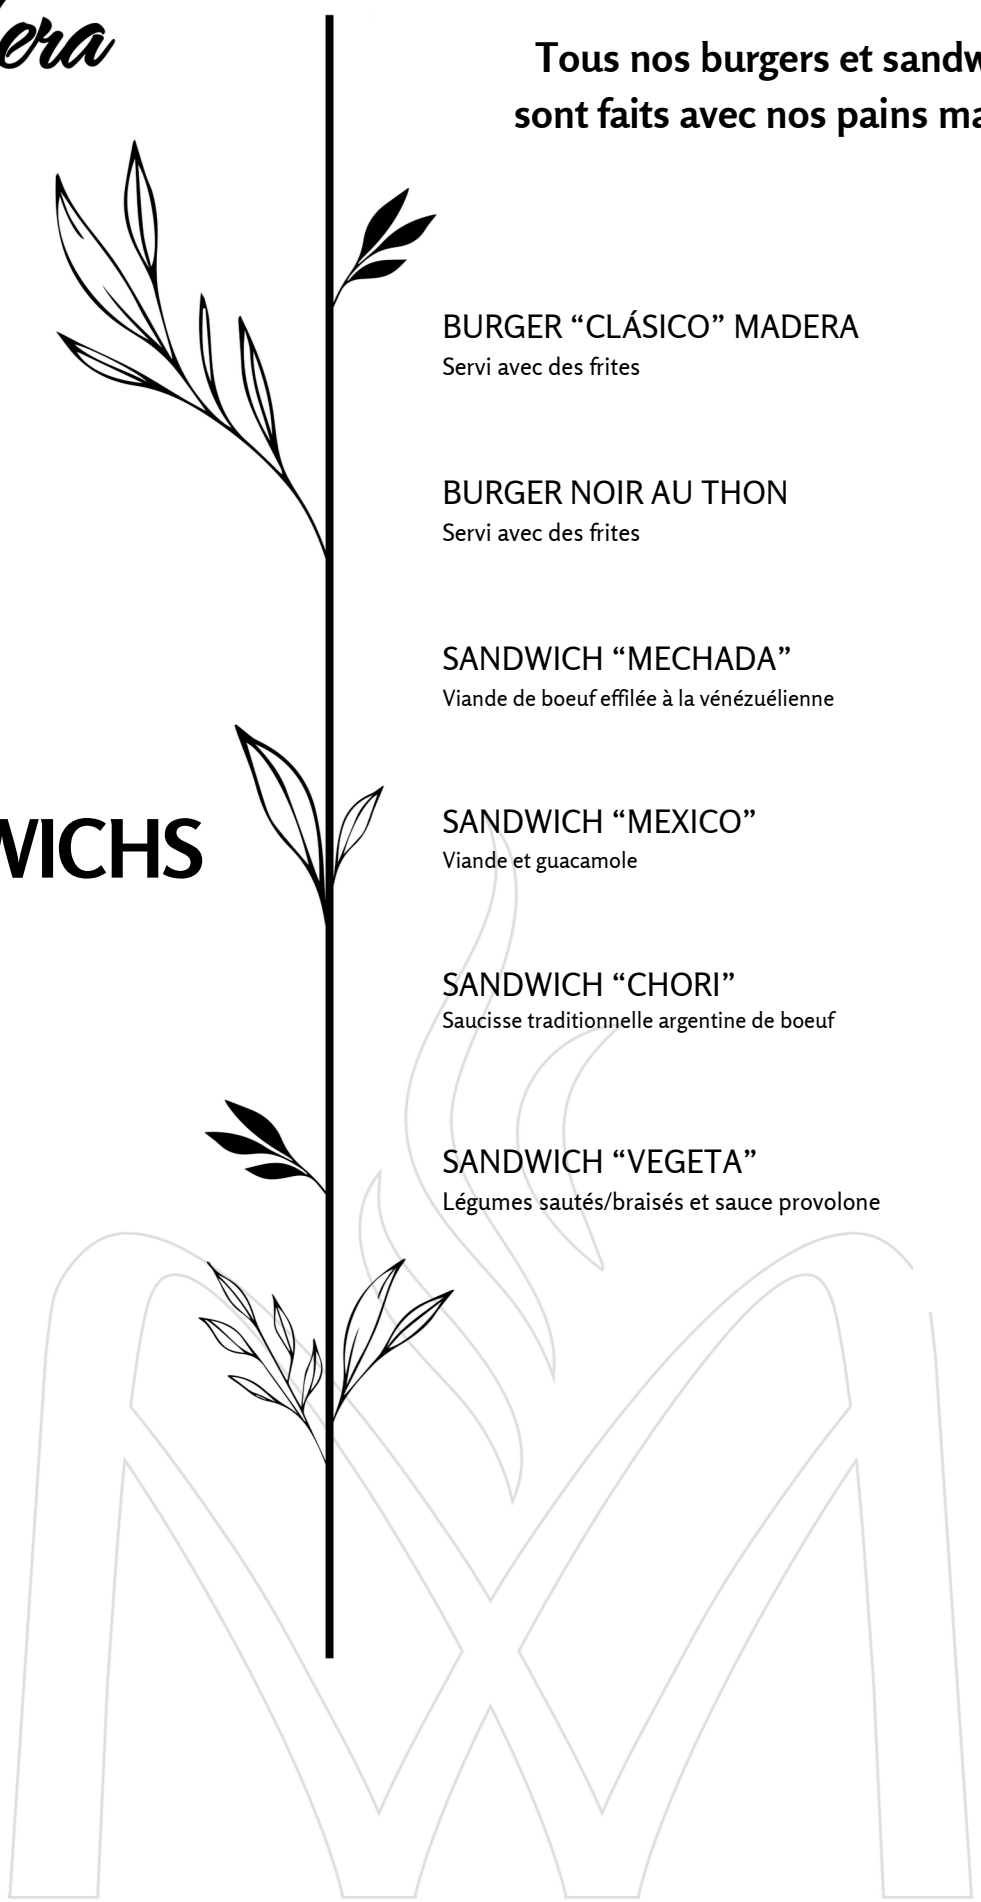 era
Tous nos burgers et sandw
sont faits avec nos pains ma
BURGER “CLÁSICO” MADERA
Servi avec des frites
BURGER NOIR AU THON
Servi avec des frites
SANDWICH “MECHADA”
Viande de boeuf effilée à la vénézuélienne
WICHS
SANDWICH “MEXICO”
Viande et guacamole
SANDWICH “CHORI”
Saucisse traditionnelle argentine de boeuf
SANDWICH “VEGETA”
Légumes sautés/braisés et sauce provolone